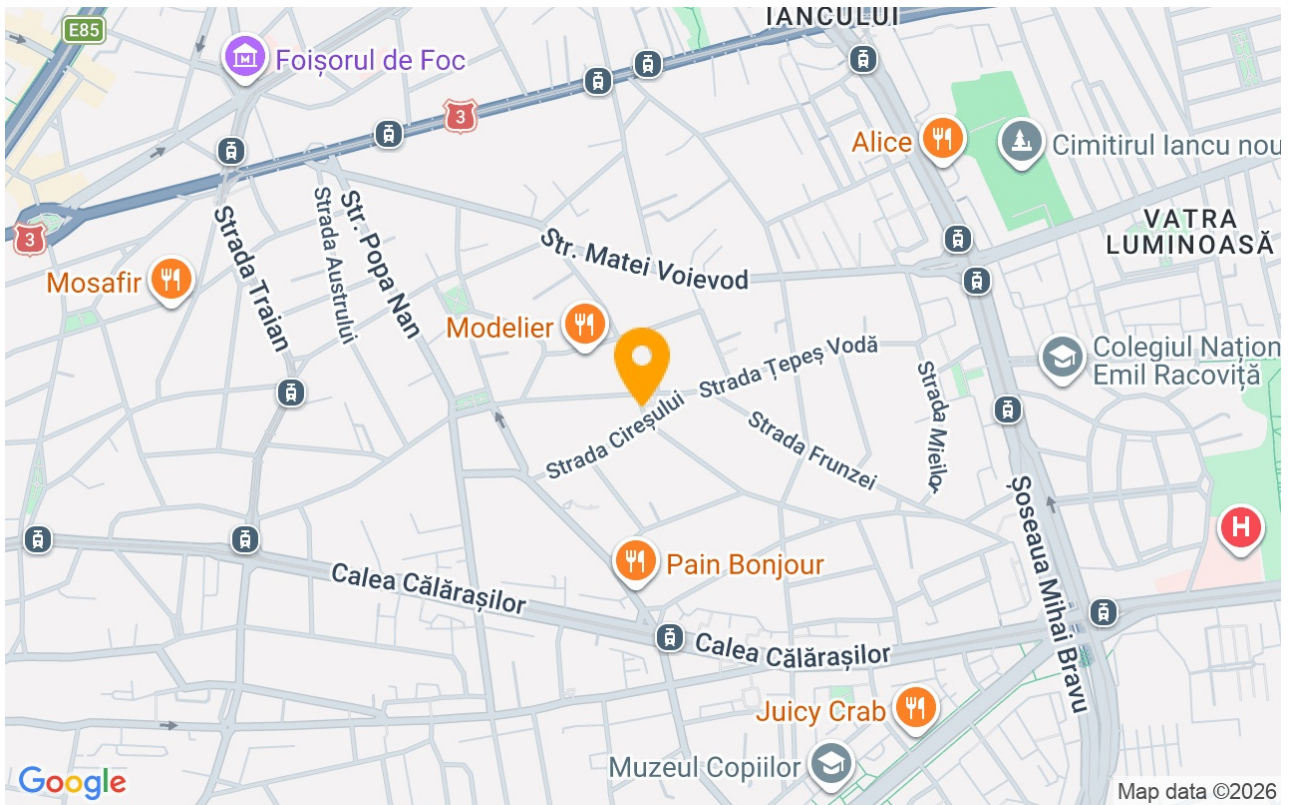 IANCULUI
E85
Foișorul de Foc
3
Alice
Cimitirul Iancu nou
VATRA
LUMINOASĂ
3
Strada Traian
Strada Austrului
Str. Popa Nan
Str. Matei Voievod
Mosafir
Modelier
Strada Țepeș Vodă
Colegiul Națion
Emil Racoviță
Strada Cireșului
Strada Frunzei
Strada Mieilor
Șoseaua Mihai Bravu
H
Pain Bonjour
Calea Călărașilor
Calea Călărașilor
Juicy Crab
Muzeul Copiilor
Google
Map data ©2026